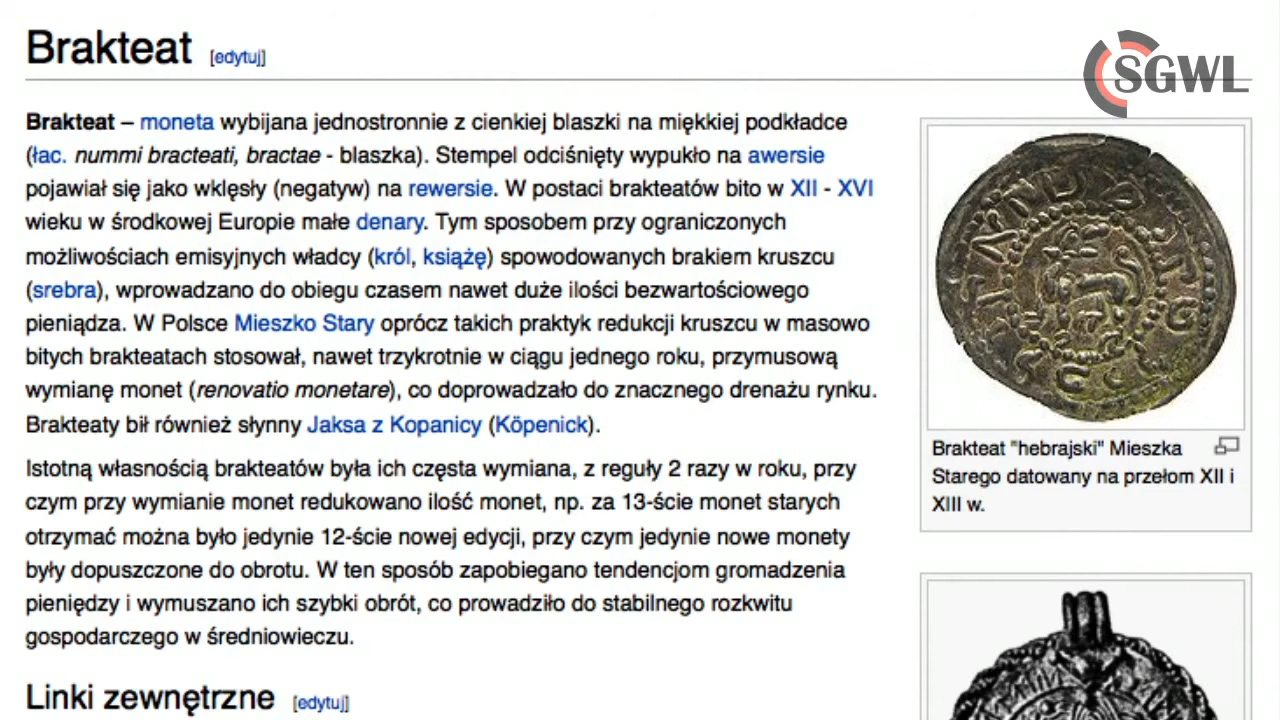 Brakteat [edytuj]
SGWL
Brakteat – moneta wybijana jednostronnie z cienkiej blaszki na miękkiej podkładce
(łac. nummi bracteati, bractae - blaszka). Stempel odciśnięty wypukło na awersie
pojawiał się jako wklęsły (negatyw) na rewersie. W postaci brakteatów bito w XII - XVI
wieku w środkowej Europie małe denary. Tym sposobem przy ograniczonych
możliwościach emisyjnych władcy (król, książę) spowodowanych brakiem kruszcu
(srebra), wprowadzano do obiegu czasem nawet duże ilości bezwartościowego
pieniądza. W Polsce Mieszko Stary oprócz takich praktyk redukcji kruszcu w masowo
bitych brakteatach stosował, nawet trzykrotnie w ciągu jednego roku, przymusową
wymianę monet (renovatio monetare), co doprowadzało do znacznego drenażu rynku.
Brakteaty bił również słynny Jaksa z Kopanicy (Köpenick).
Istotną własnością brakteatów była ich częsta wymiana, z reguły 2 razy w roku, przy
czym przy wymianie monet redukowano ilość monet, np. za 13-ście monet starych
otrzymać można było jedynie 12-ście nowej edycji, przy czym jedynie nowe monety
były dopuszczone do obrotu. W ten sposób zapobiegano tendencjom gromadzenia
pieniędzy i wymuszano ich szybki obrót, co prowadziło do stabilnego rozkwitu
gospodarczego w średniowieczu.
Linki zewnętrzne [edytuj]
Brakteat "hebrajski" Mieszka
Starego datowany na przełom XII i
XIII w.